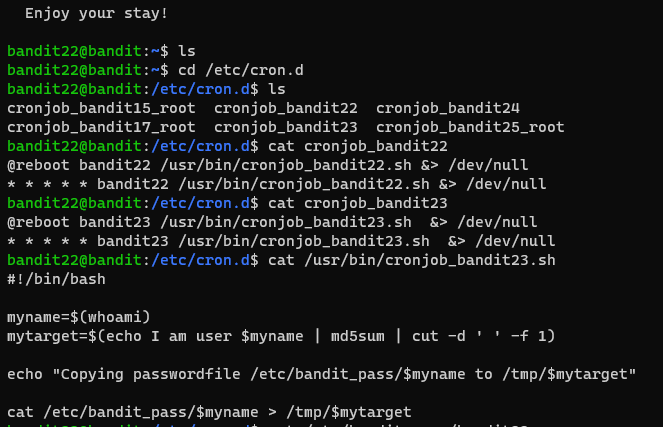 Enjoy your stay!
bandit22@bandit:~$ ls
bandit22@bandit:~$ cd /etc/cron.d
bandit22@bandit:/etc/cron.d$ ls
cronjob_bandit15_root  cronjob_bandit22  cronjob_bandit24
cronjob_bandit17_root  cronjob_bandit23  cronjob_bandit25_root
bandit22@bandit:/etc/cron.d$ cat cronjob_bandit22
@reboot bandit22 /usr/bin/cronjob_bandit22.sh &> /dev/null
* * * * * bandit22 /usr/bin/cronjob_bandit22.sh &> /dev/null
bandit22@bandit:/etc/cron.d$ cat cronjob_bandit23
@reboot bandit23 /usr/bin/cronjob_bandit23.sh  &> /dev/null
* * * * * bandit23 /usr/bin/cronjob_bandit23.sh  &> /dev/null
bandit22@bandit:/etc/cron.d$ cat /usr/bin/cronjob_bandit23.sh
#!/bin/bash
myname=$(whoami)
mytarget=$(echo I am user $myname | md5sum | cut -d ' ' -f 1)
echo "Copying passwordfile /etc/bandit_pass/$myname to /tmp/$mytarget"
cat /etc/bandit_pass/$myname > /tmp/$mytarget